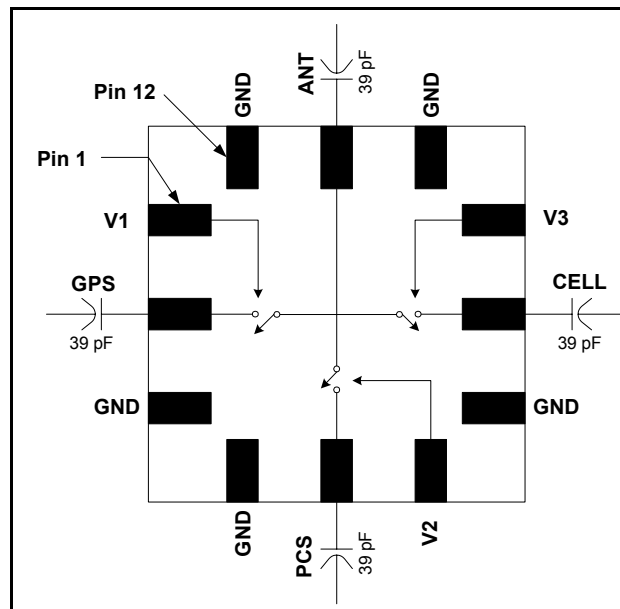 ANT
39 pF
GND
GND
Pin 12
Pin 1
V1
V3
GPS
39 pF
CELL
39 pF
GND
GND
GND
PCS
39 pF
V2